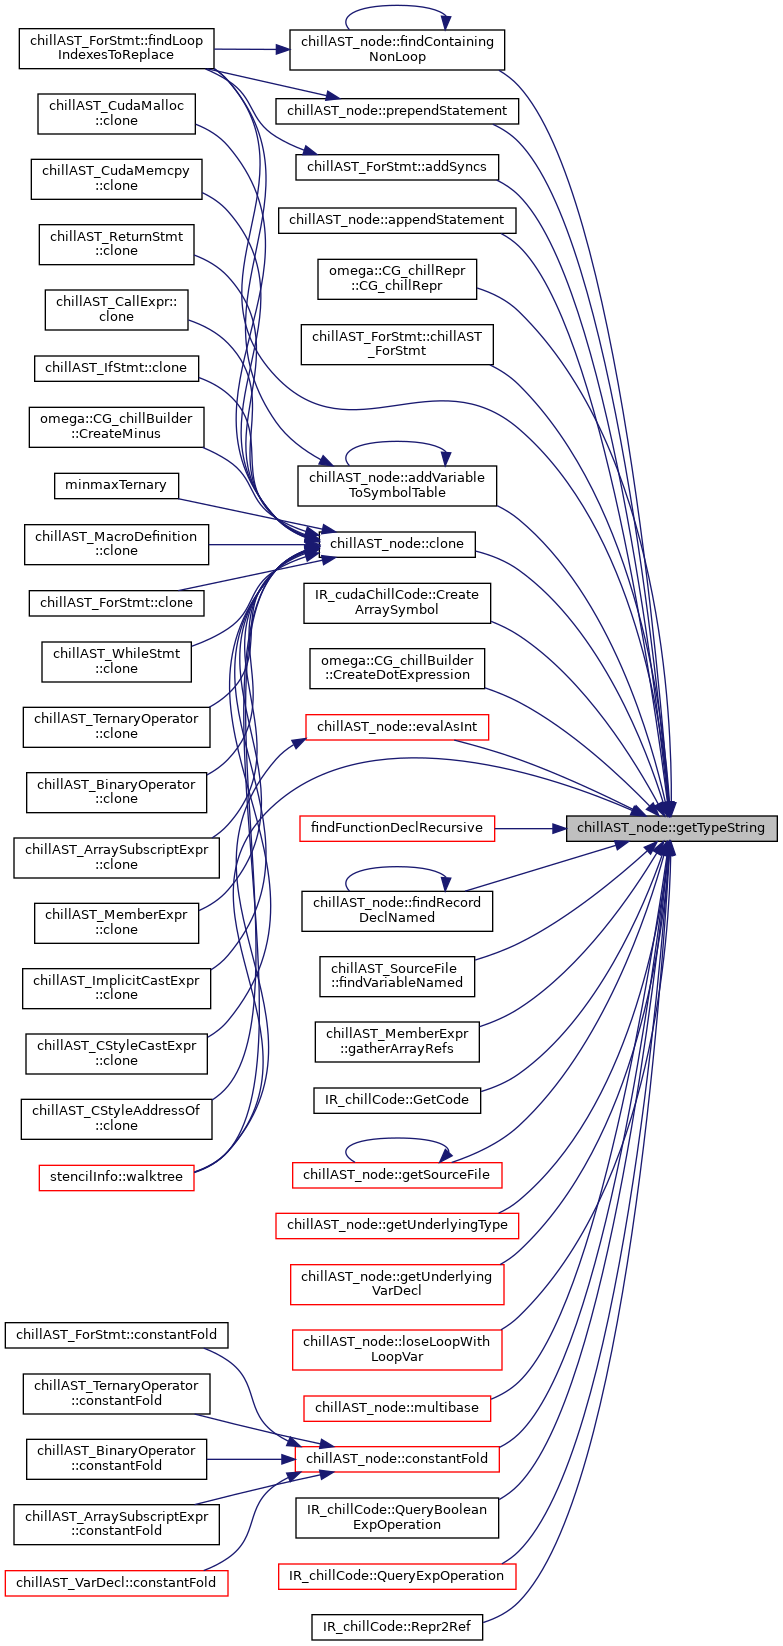 chillAST_ForStmt::findLoop
IndexesToReplace
chillAST_CudaMalloc
::clone
chillAST_CudaMemcpy
::clone
chillAST_ReturnStmt
::clone
chillAST_CallExpr::
clone
chillAST_IfStmt::clone
omega::CG_chillBuilder
::CreateMinus
minmaxTernary
chillAST_MacroDefinition
::clone
chillAST_ForStmt::clone
chillAST_WhileStmt
::clone
chillAST_TernaryOperator
::clone
chillAST_BinaryOperator
::clone
chillAST_ArraySubscriptExpr
::clone
chillAST_MemberExpr
::clone
chillAST_ImplicitCastExpr
::clone
chillAST_CStyleCastExpr
::clone
chillAST_CStyleAddressOf
::clone
stencilInfo::walktree
chillAST_ForStmt::constantFold
chillAST_TernaryOperator
::constantFold
chillAST_BinaryOperator
::constantFold
chillAST_ArraySubscriptExpr
::constantFold
chillAST_VarDecl::constantFold
chillAST_node::findContaining
NonLoop
chillAST_node::prependStatement
chillAST_ForStmt::addSyncs
chillAST_node::appendStatement
omega::CG_chillRepr
::CG_chillRepr
chillAST_ForStmt::chillAST
_ForStmt
chillAST_node::addVariable
ToSymbolTable
chillAST_node::clone
IR_cudaChillCode::Create
ArraySymbol
omega::CG_chillBuilder
::CreateDotExpression
chillAST_node::evalAsInt
findFunctionDeclRecursive
chillAST_node::findRecord
DeclNamed
chillAST_SourceFile
::findVariableNamed
chillAST_MemberExpr
::gatherArrayRefs
IR_chillCode::GetCode
chillAST_node::getSourceFile
chillAST_node::getUnderlyingType
chillAST_node::getUnderlying
VarDecl
chillAST_node::loseLoopWith
LoopVar
chillAST_node::multibase
chillAST_node::constantFold
IR_chillCode::QueryBoolean
ExpOperation
IR_chillCode::QueryExpOperation
IR_chillCode::Repr2Ref
chillAST_node::getTypeString